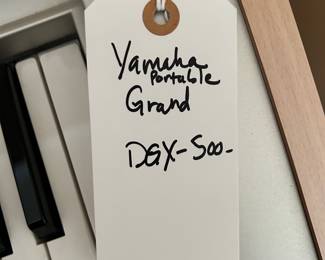 Yamaha
Portable
Grand
DGX-500-